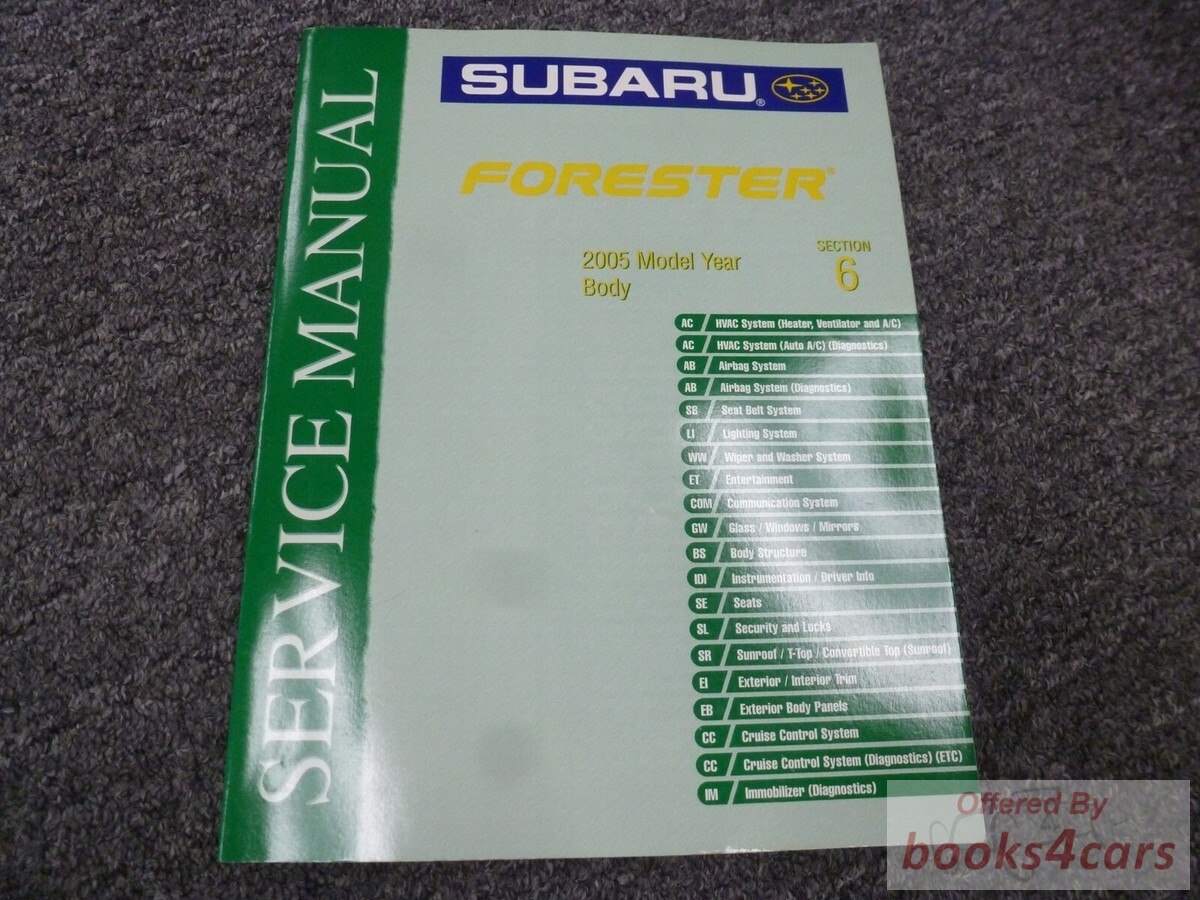 SERVICE MANUAL
SUBARU®
FORESTER®
2005 Model Year
Body
SECTION
6
AC / HVAC System (Heater, Ventilator and A/C)
AC / HVAC System (Auto A/C) (Diagnostics)
AB / Airbag System
AB / Airbag System (Diagnostics)
SB / Seat Belt System
LI / Lighting System
WW / Wiper and Washer System
ET / Entertainment
COM / Communication System
GW / Glass / Windows / Mirrors
BS / Body Structure
IDI / Instrumentation / Driver Info
SE / Seats
SL / Security and Locks
SR / Sunroof / T-Top / Convertible Top (Sunroof)
EI / Exterior / Interior Trim
EB / Exterior Body Panels
CC / Cruise Control System
CC / Cruise Control System (Diagnostics) (ETC)
IM / Immobilizer (Diagnostics)
Offered By
books4cars